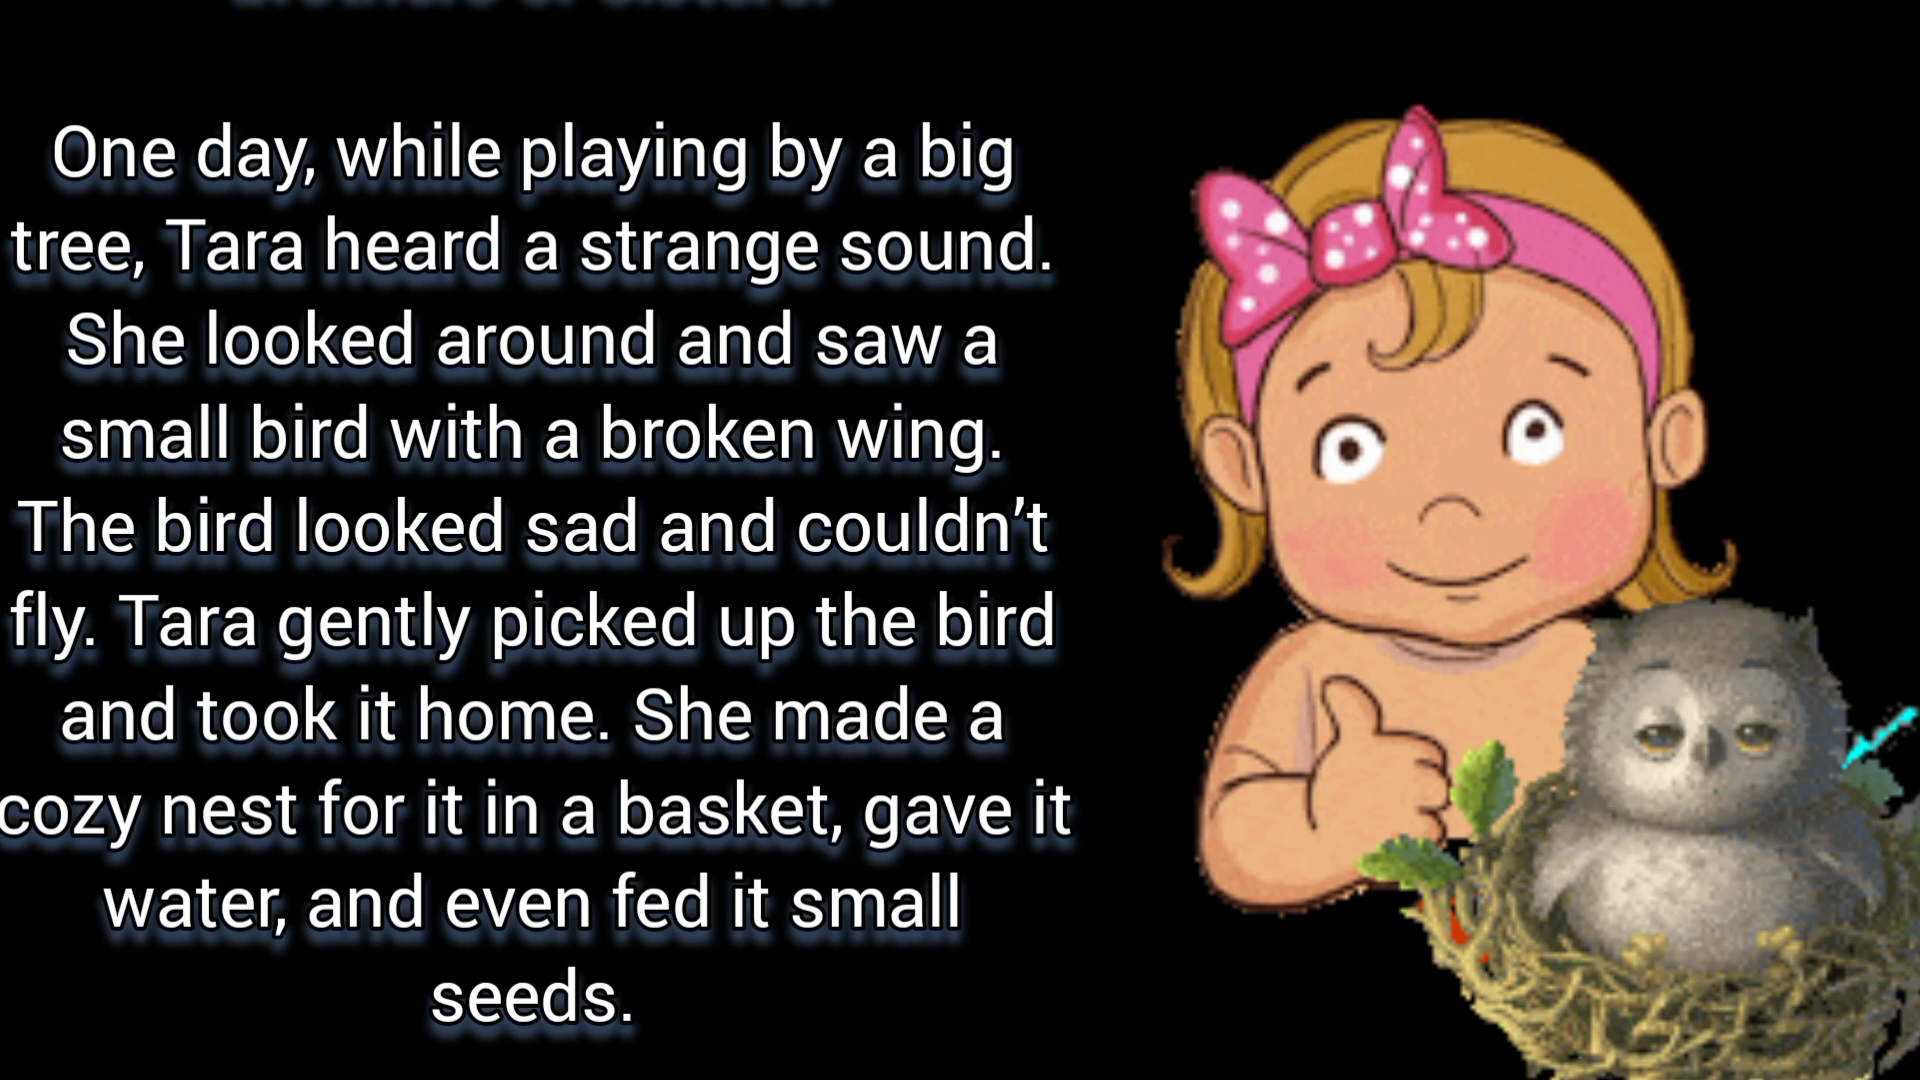 One day, while playing by a big
tree, Tara heard a strange sound.
She looked around and saw a
small bird with a broken wing.
The bird looked sad and couldn’t
fly. Tara gently picked up the bird
and took it home. She made a
cozy nest for it in a basket, gave it
water, and even fed it small
seeds.